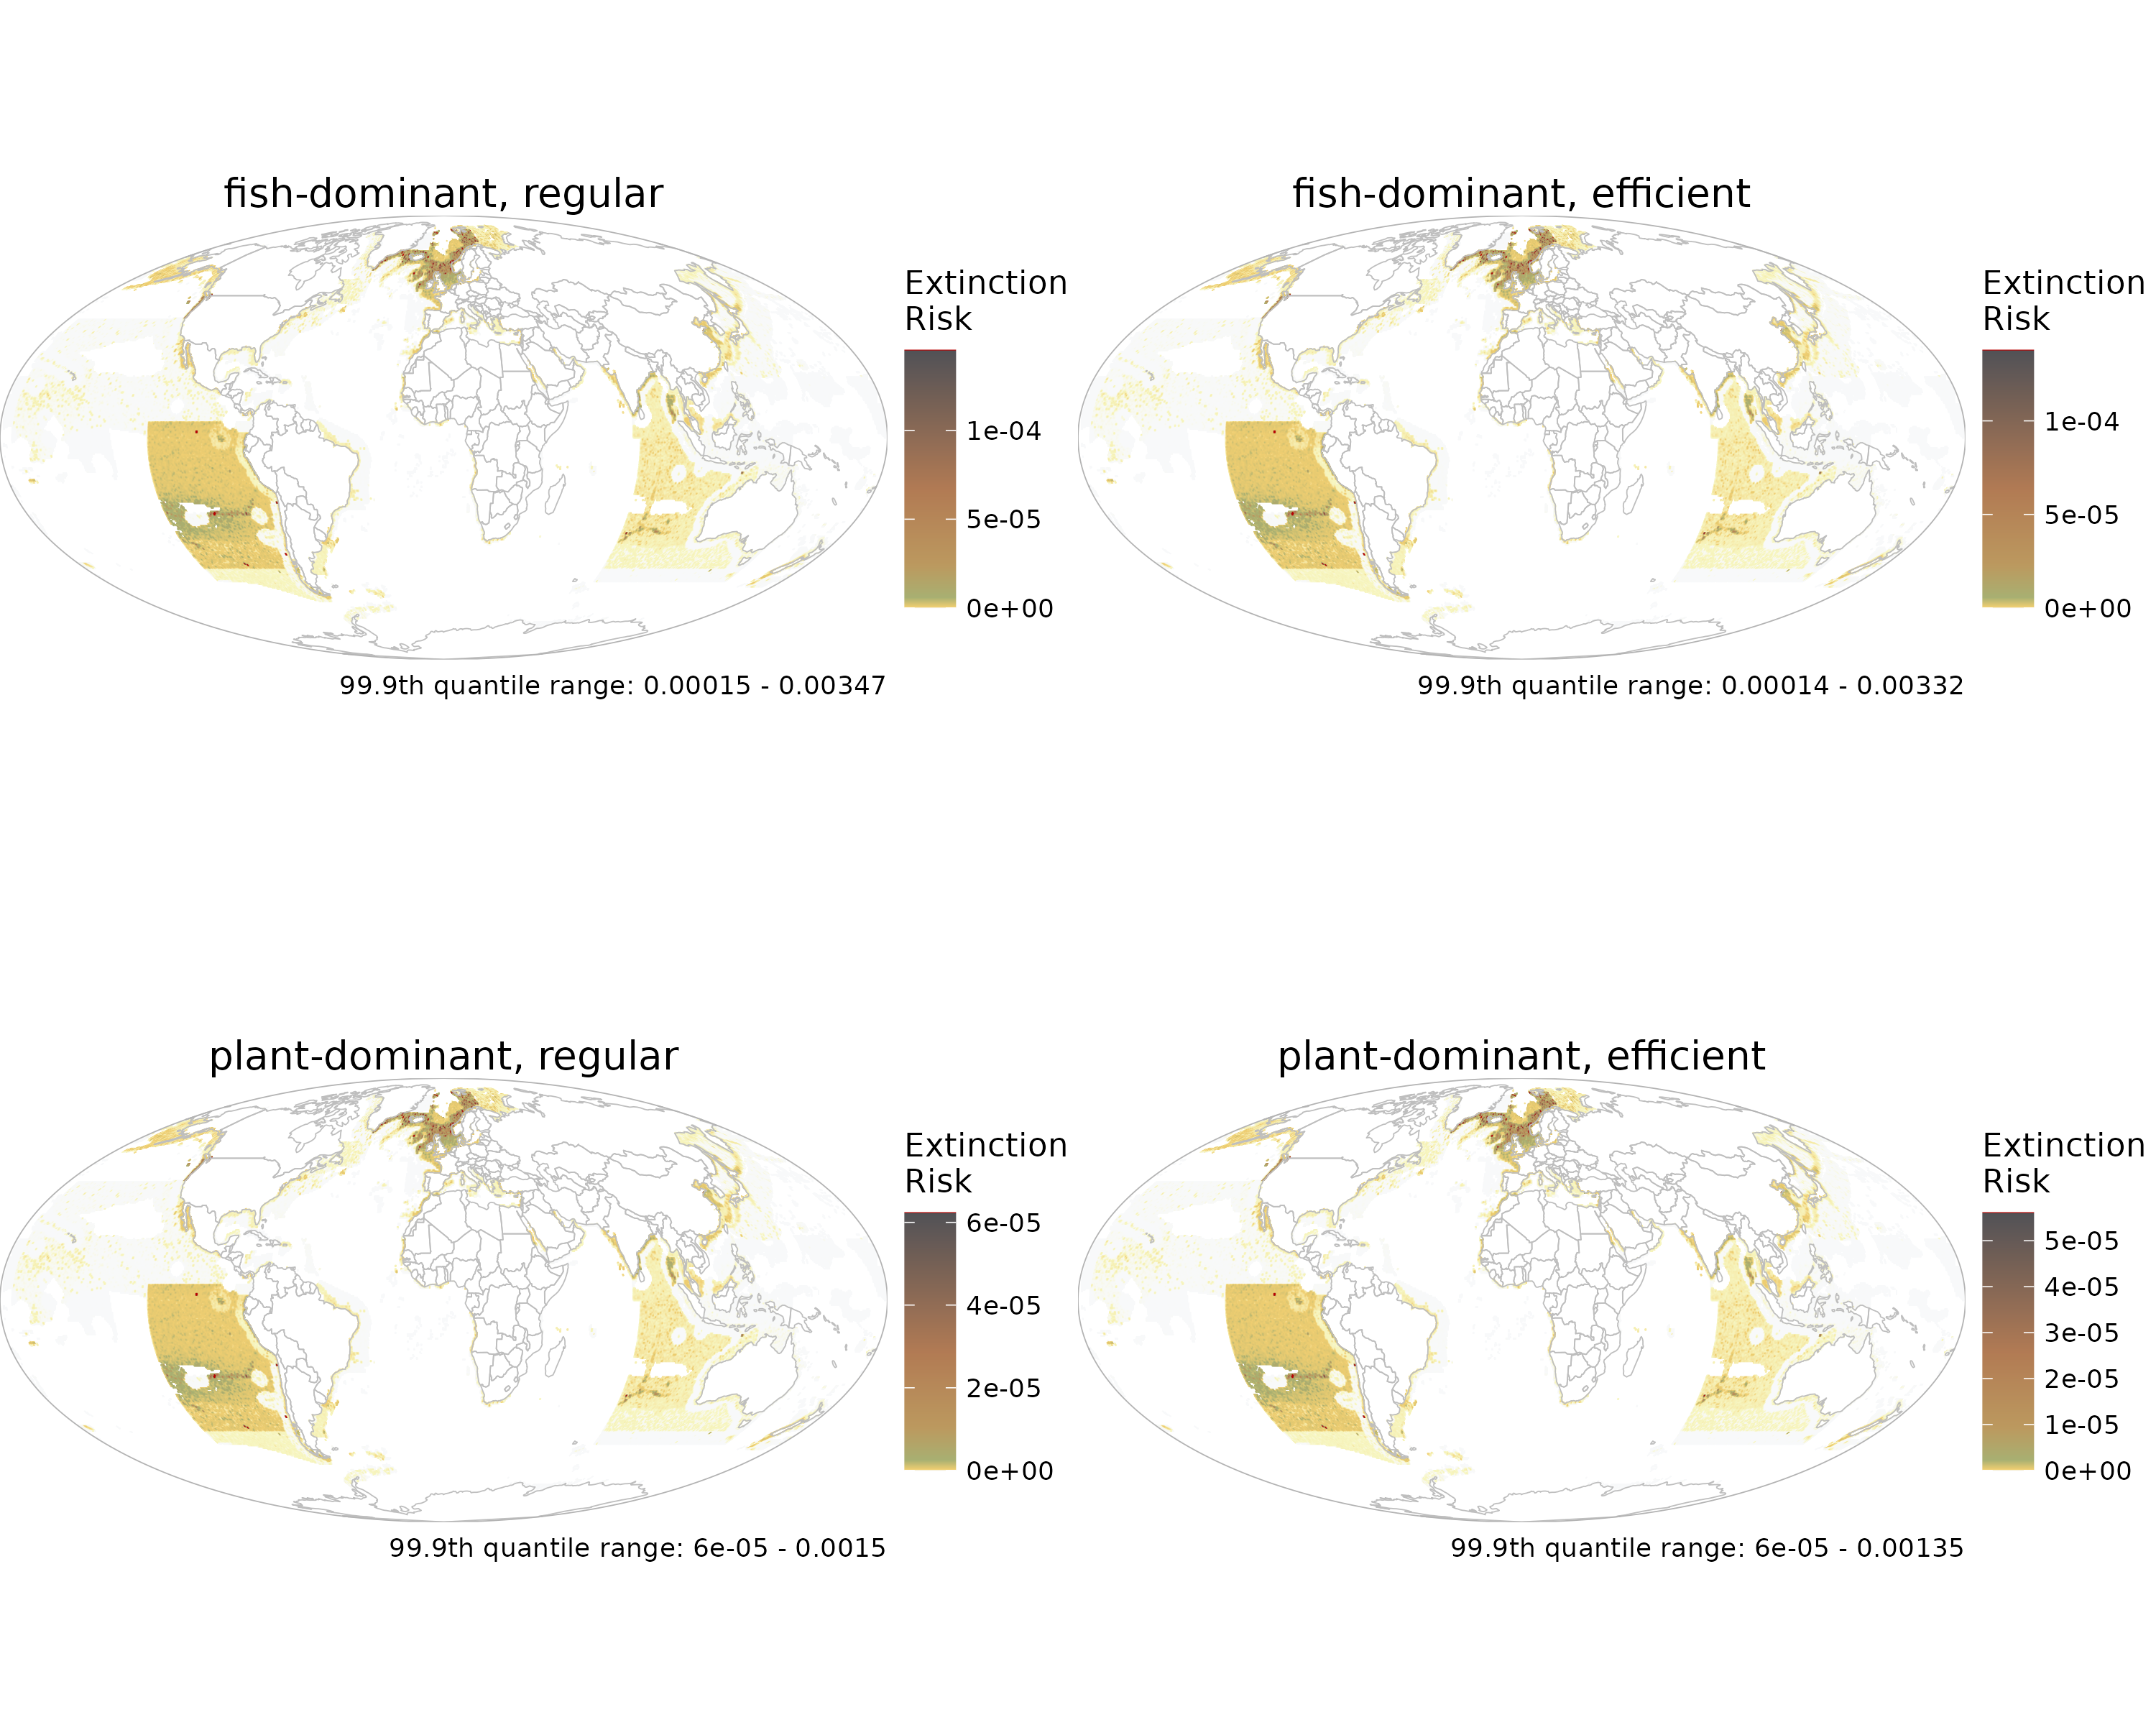 fish-dominant, regular
Extinction
Risk
1e-04
5e-05
0e+00
99.9th quantile range: 0.00015 - 0.00347
fish-dominant, efficient
Extinction
Risk
1e-04
5e-05
0e+00
99.9th quantile range: 0.00014 - 0.00332
plant-dominant, regular
Extinction
Risk
6e-05
4e-05
2e-05
0e+00
99.9th quantile range: 6e-05 - 0.0015
plant-dominant, efficient
Extinction
Risk
5e-05
4e-05
3e-05
2e-05
1e-05
0e+00
99.9th quantile range: 6e-05 - 0.00135